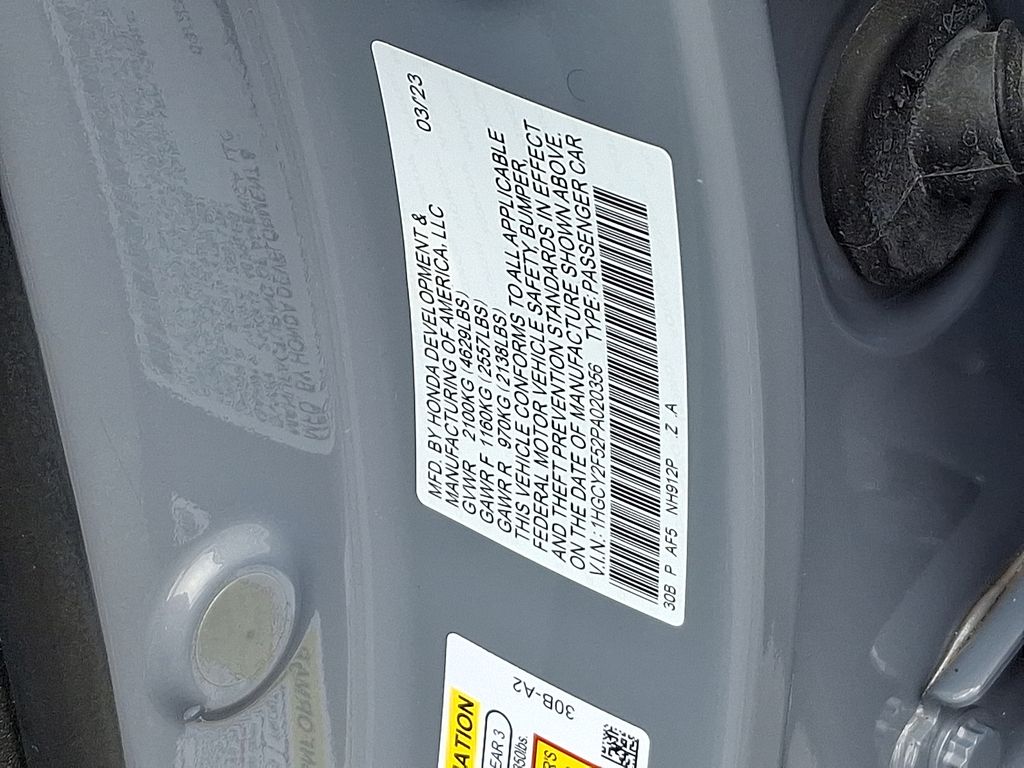 MFD. BY HONDA DEVELOPMENT &
MANUFACTURING OF AMERICA, LLC
03/23
GVWR 2100KG (4629LBS)
GAWR F 1160KG (2557LBS)
GAWR R 970KG (2138LBS)
THIS VEHICLE CONFORMS TO ALL APPLICABLE
FEDERAL MOTOR VEHICLE SAFETY, BUMPER,
AND THEFT PREVENTION STANDARDS IN EFFECT
ON THE DATE OF MANUFACTURE SHOWN ABOVE.
V.I.N.: 1HGCY2F52PA020356 TYPE:PASSENGER CAR
30B P AF5 NH912P .Z .A
EAR 3
30B-A2